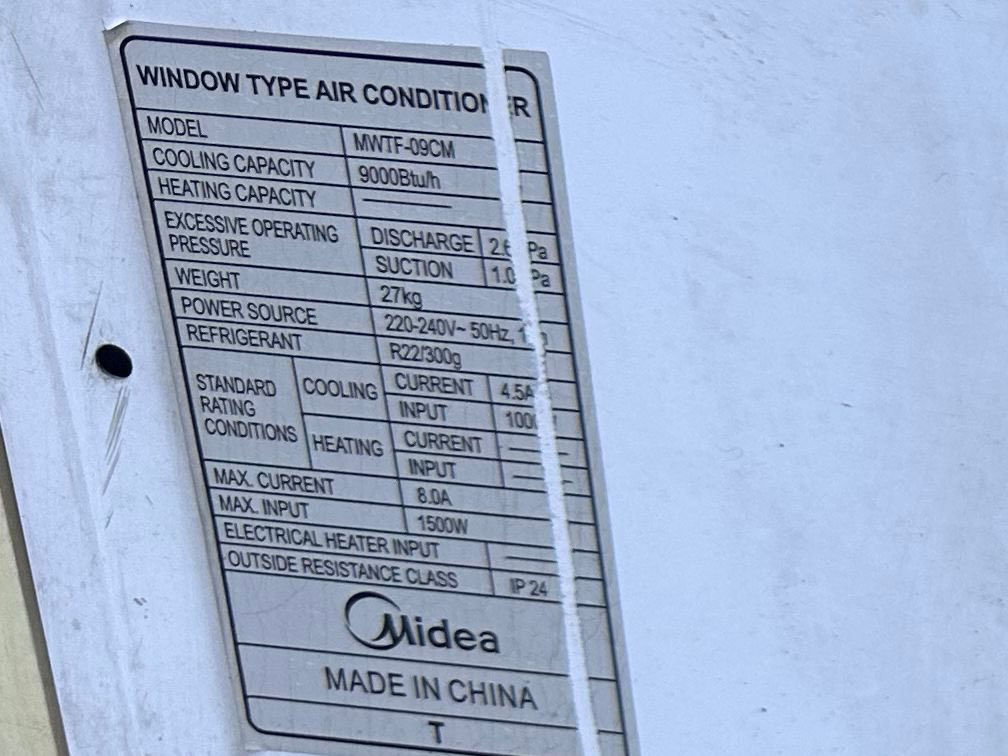 WINDOW TYPE AIR CONDITIONER
MODEL MWTF-09CM
COOLING CAPACITY 9000Btu/h
HEATING CAPACITY
EXCESSIVE OPERATING PRESSURE
DISCHARGE
SUCTION
WEIGHT 27kg
POWER SOURCE 220-240V~ 50Hz,
REFRIGERANT R22/300g
STANDARD RATING CONDITIONS
COOLING CURRENT 4.5A
INPUT
HEATING CURRENT
INPUT
MAX. CURRENT 8.0A
MAX. INPUT 1500W
ELECTRICAL HEATER INPUT
OUTSIDE RESISTANCE CLASS IP 24
Midea
MADE IN CHINA
T